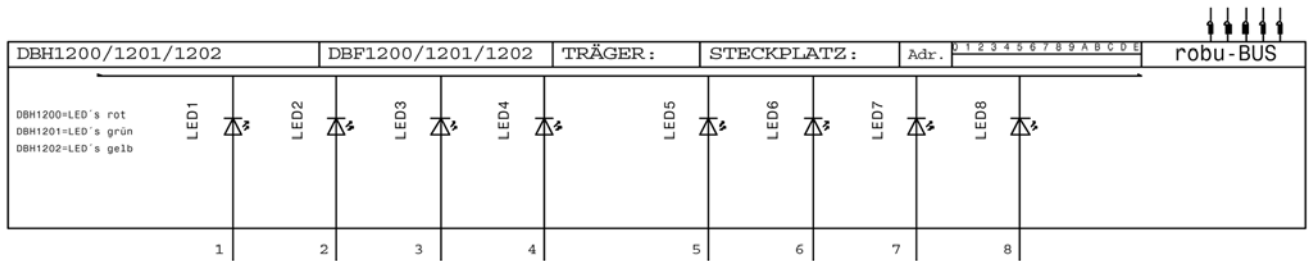 DBH1200/1201/1202 DBF1200/1201/1202 TRÄGER: STECKPLATZ: Adr. 0 1 2 3 4 5 6 7 8 9 A B C D E robu-BUS
LED1 LED2 LED3 LED4 LED5 LED6 LED7 LED8
DBH1200=LED´s rot
DBH1201=LED´s grün
DBH1202=LED´s gelb
1 2 3 4 5 6 7 8